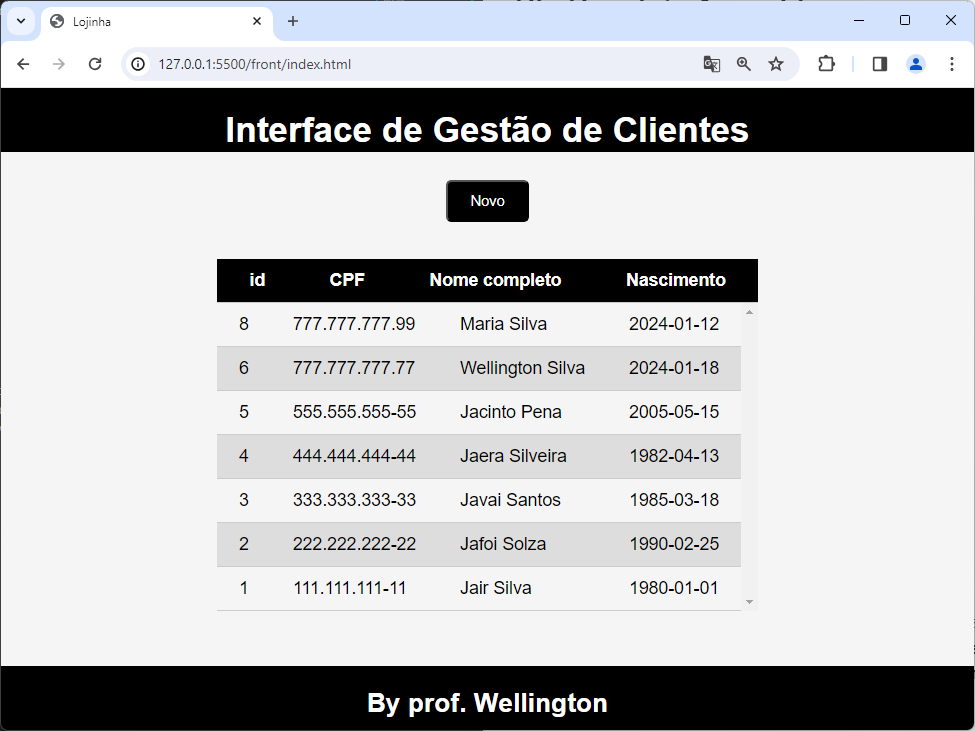 Lojinha
127.0.0.1:5500/front/index.html
Interface de Gestão de Clientes
Novo
id CPF Nome completo Nascimento
8 777.777.777.99 Maria Silva 2024-01-12
6 777.777.777.77 Wellington Silva 2024-01-18
5 555.555.555-55 Jacinto Pena 2005-05-15
4 444.444.444-44 Jaera Silveira 1982-04-13
3 333.333.333-33 Javai Santos 1985-03-18
2 222.222.222-22 Jafoi Solza 1990-02-25
1 111.111.111-11 Jair Silva 1980-01-01
By prof. Wellington